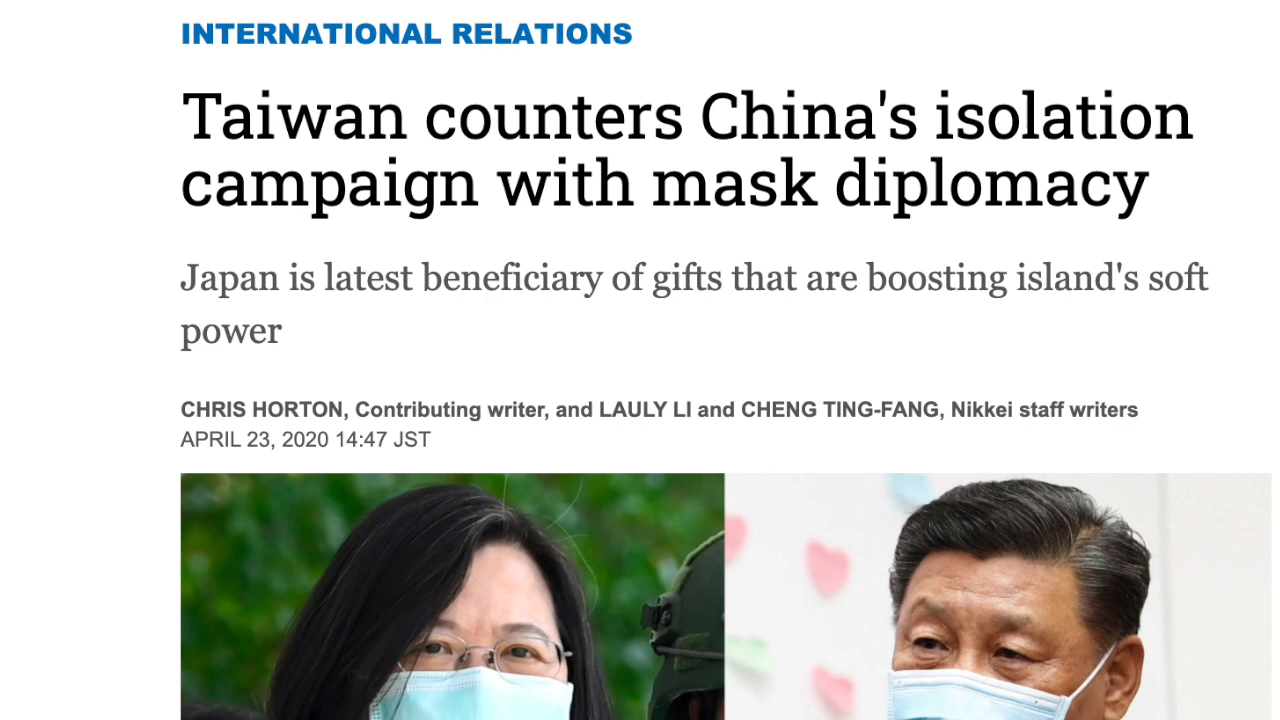 INTERNATIONAL RELATIONS
Taiwan counters China's isolation
campaign with mask diplomacy
Japan is latest beneficiary of gifts that are boosting island's soft
power
CHRIS HORTON, Contributing writer, and LAULY LI and CHENG TING-FANG, Nikkei staff writers
APRIL 23, 2020 14:47 JST